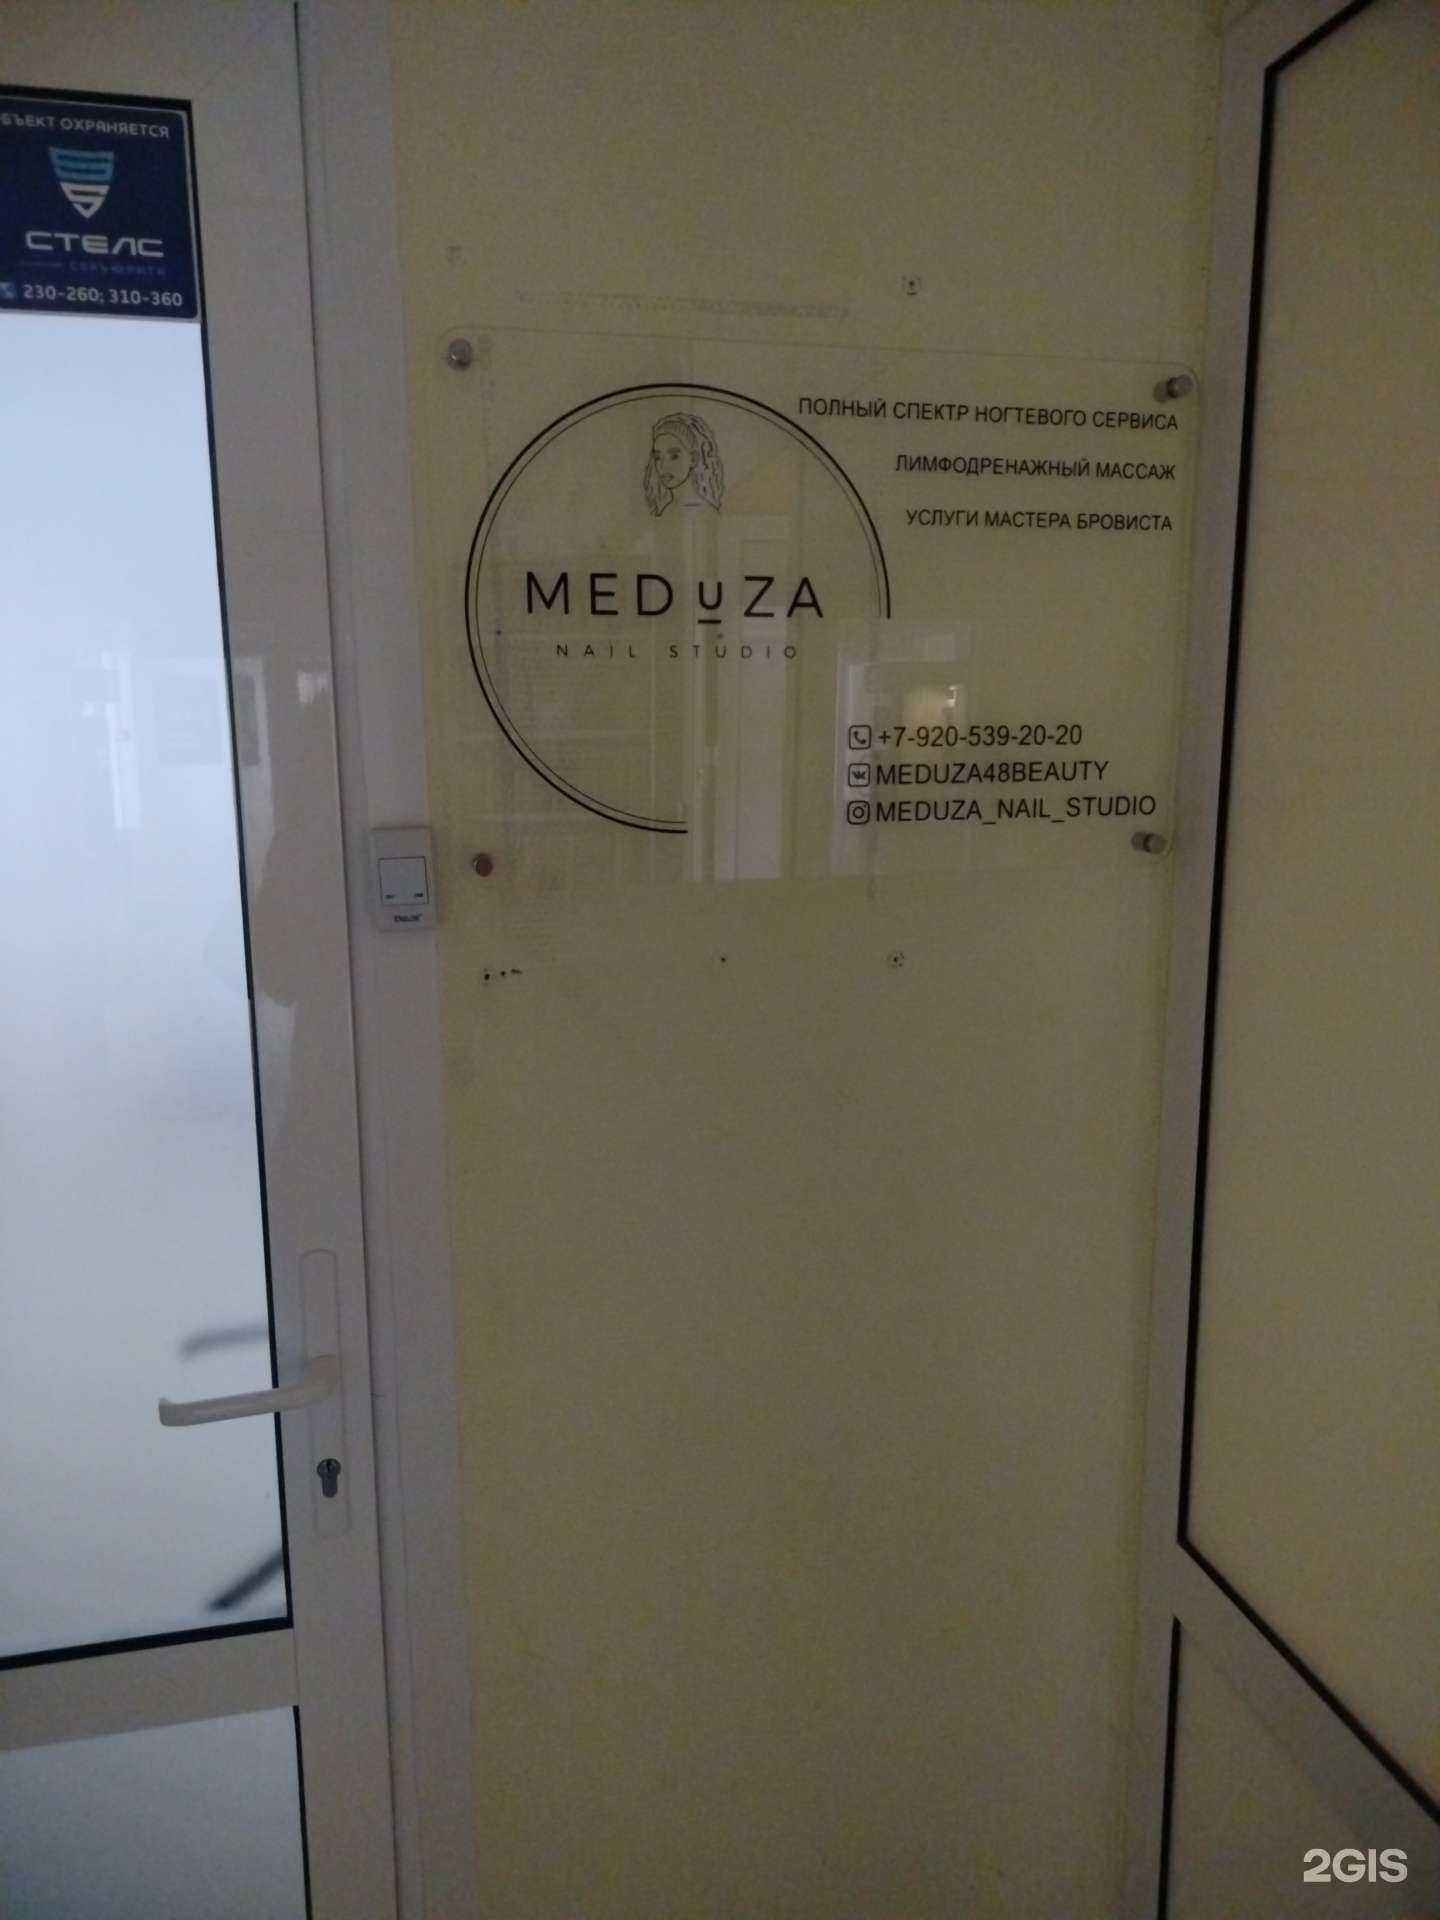 ОБЪЕКТ ОХРАНЯЕТСЯ
СТЕЛС
СЕКЬЮРИТИ
230-260; 310-360
ПОЛНЫЙ СПЕКТР НОГТЕВОГО СЕРВИСА
ЛИМФОДРЕНАЖНЫЙ МАССАЖ
УСЛУГИ МАСТЕРА БРОВИСТА
MEDUZA
NAIL STUDIO
+7-920-539-20-20
MEDUZA48BEAUTY
MEDUZA_NAIL_STUDIO
2GIS